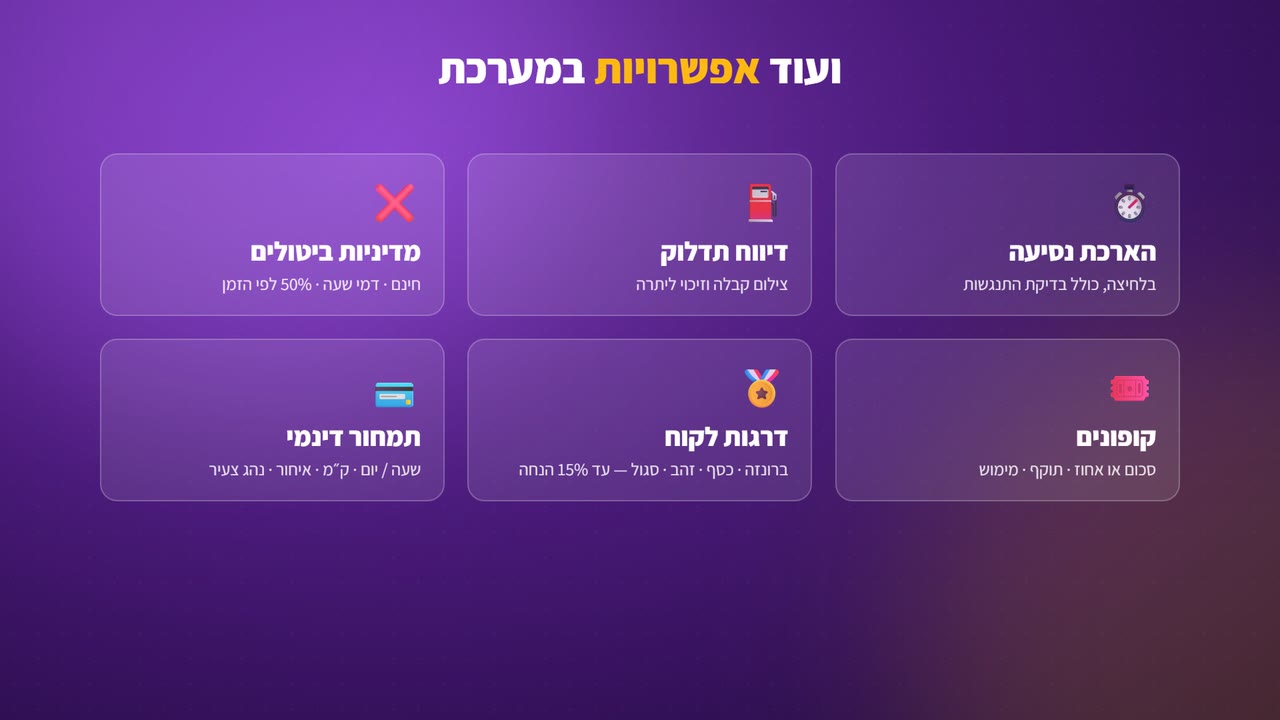 ועוד אפשרויות במערכת
הארכת נסיעה
בלחיצה, כולל בדיקת התנגשות
דיווח תדלוק
צילום קבלה וזיכוי ליתרה
מדיניות ביטולים
חינם · דמי שעה · 50% לפי הזמן
קופונים
סכום או אחוז · תוקף · מימוש
דרגות לקוח
ברונזה · כסף · זהב · סגול — עד 15% הנחה
תמחור דינמי
שעה / יום · ק״מ · איחור · נהג צעיר